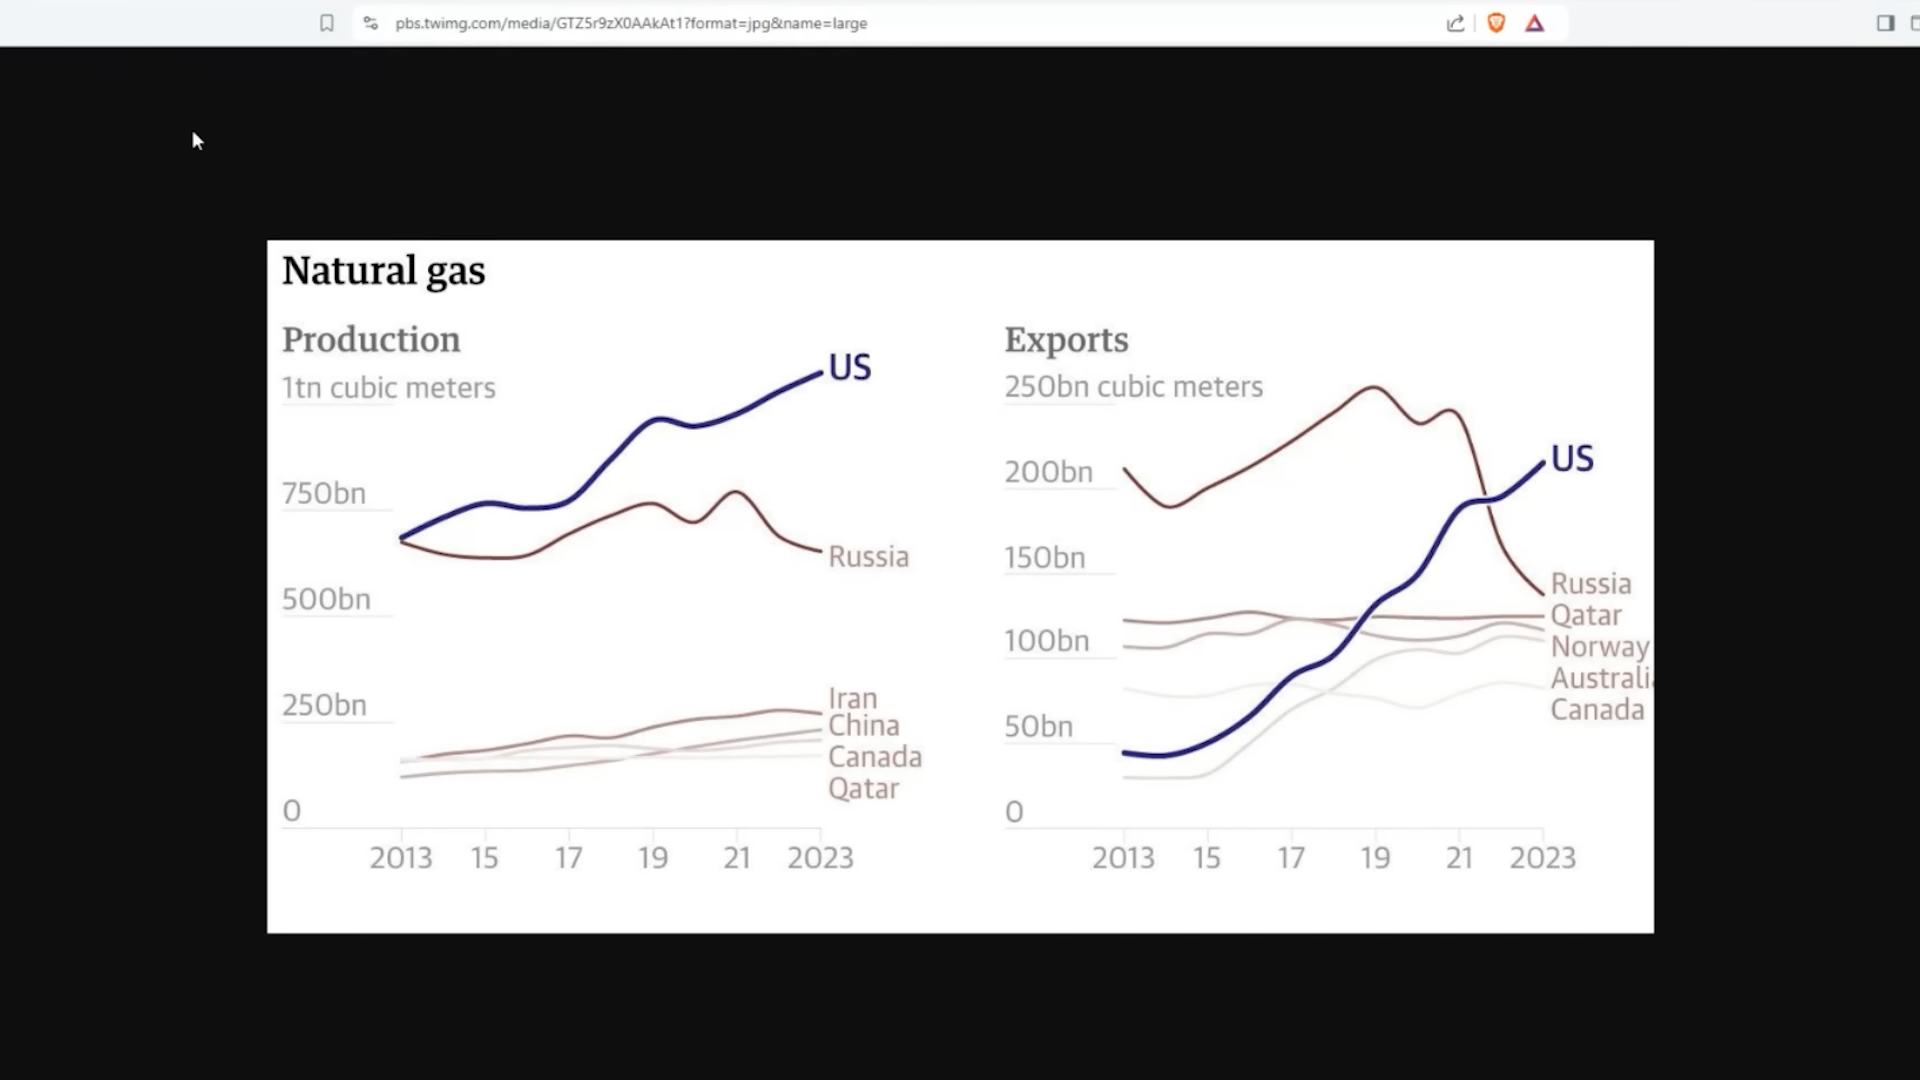 pbs.twimg.com/media/GTZ5r9zX0AAkAt1?format=jpg&name=large
Natural gas
Production
1tn cubic meters
750bn
500bn
250bn
0
2013 15 17 19 21 2023
US
Russia
Iran
China
Canada
Qatar
Exports
250bn cubic meters
200bn
150bn
100bn
50bn
0
2013 15 17 19 21 2023
US
Russia
Qatar
Norway
Australi
Canada